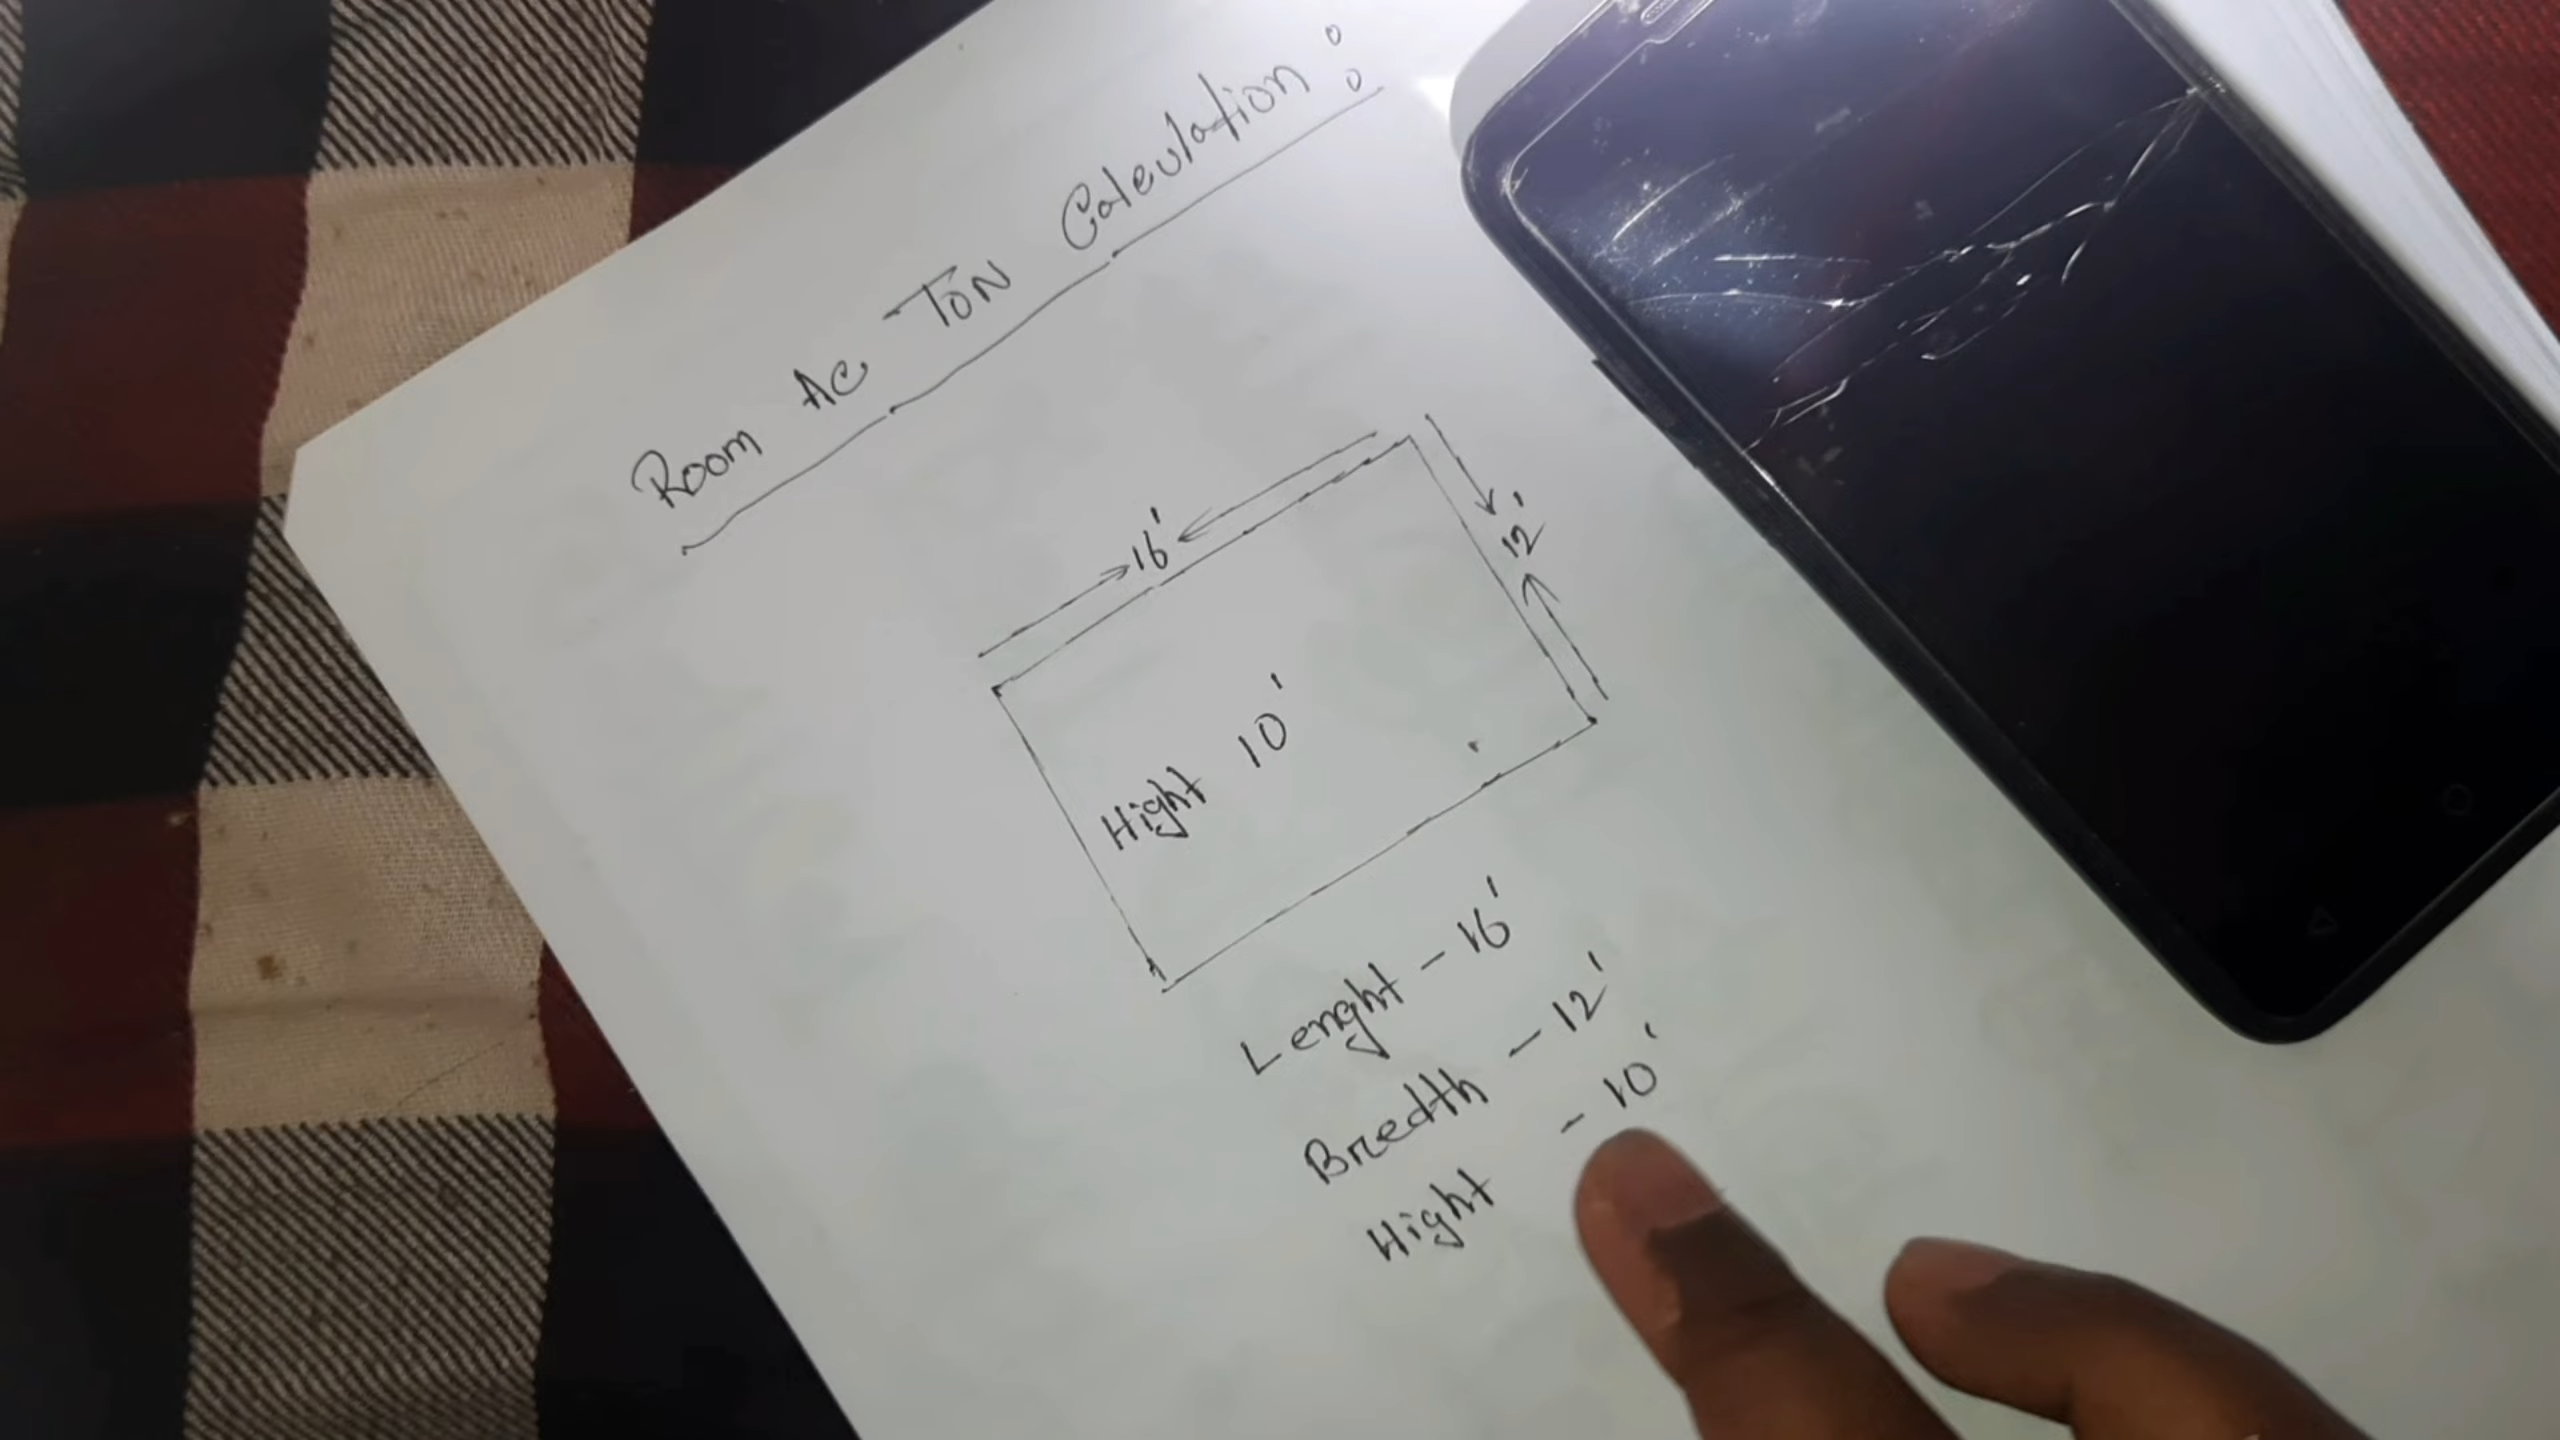 Room AC TON Calculation:
16'
12'
Hight 10'
Lenght - 16'
Bredth - 12'
Hight - 10'